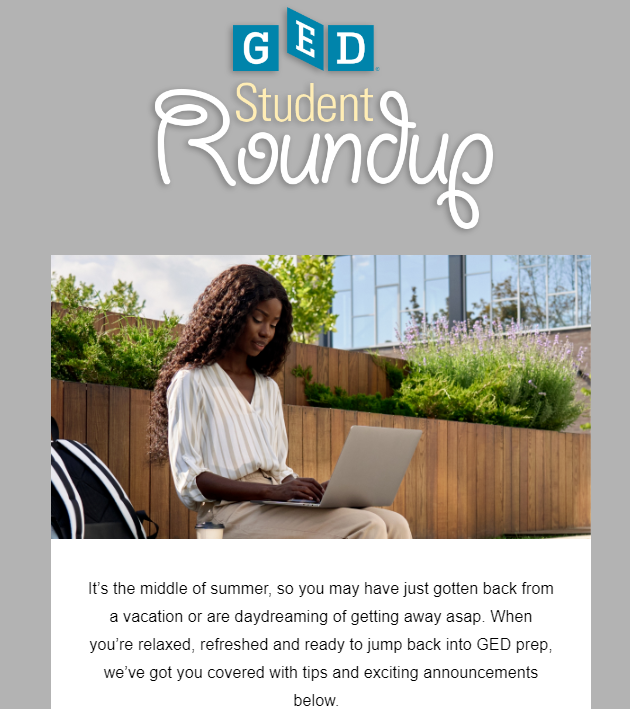 GED
Student
Roundup
It’s the middle of summer, so you may have just gotten back from
a vacation or are daydreaming of getting away asap. When
you’re relaxed, refreshed and ready to jump back into GED prep,
we’ve got you covered with tips and exciting announcements
below.